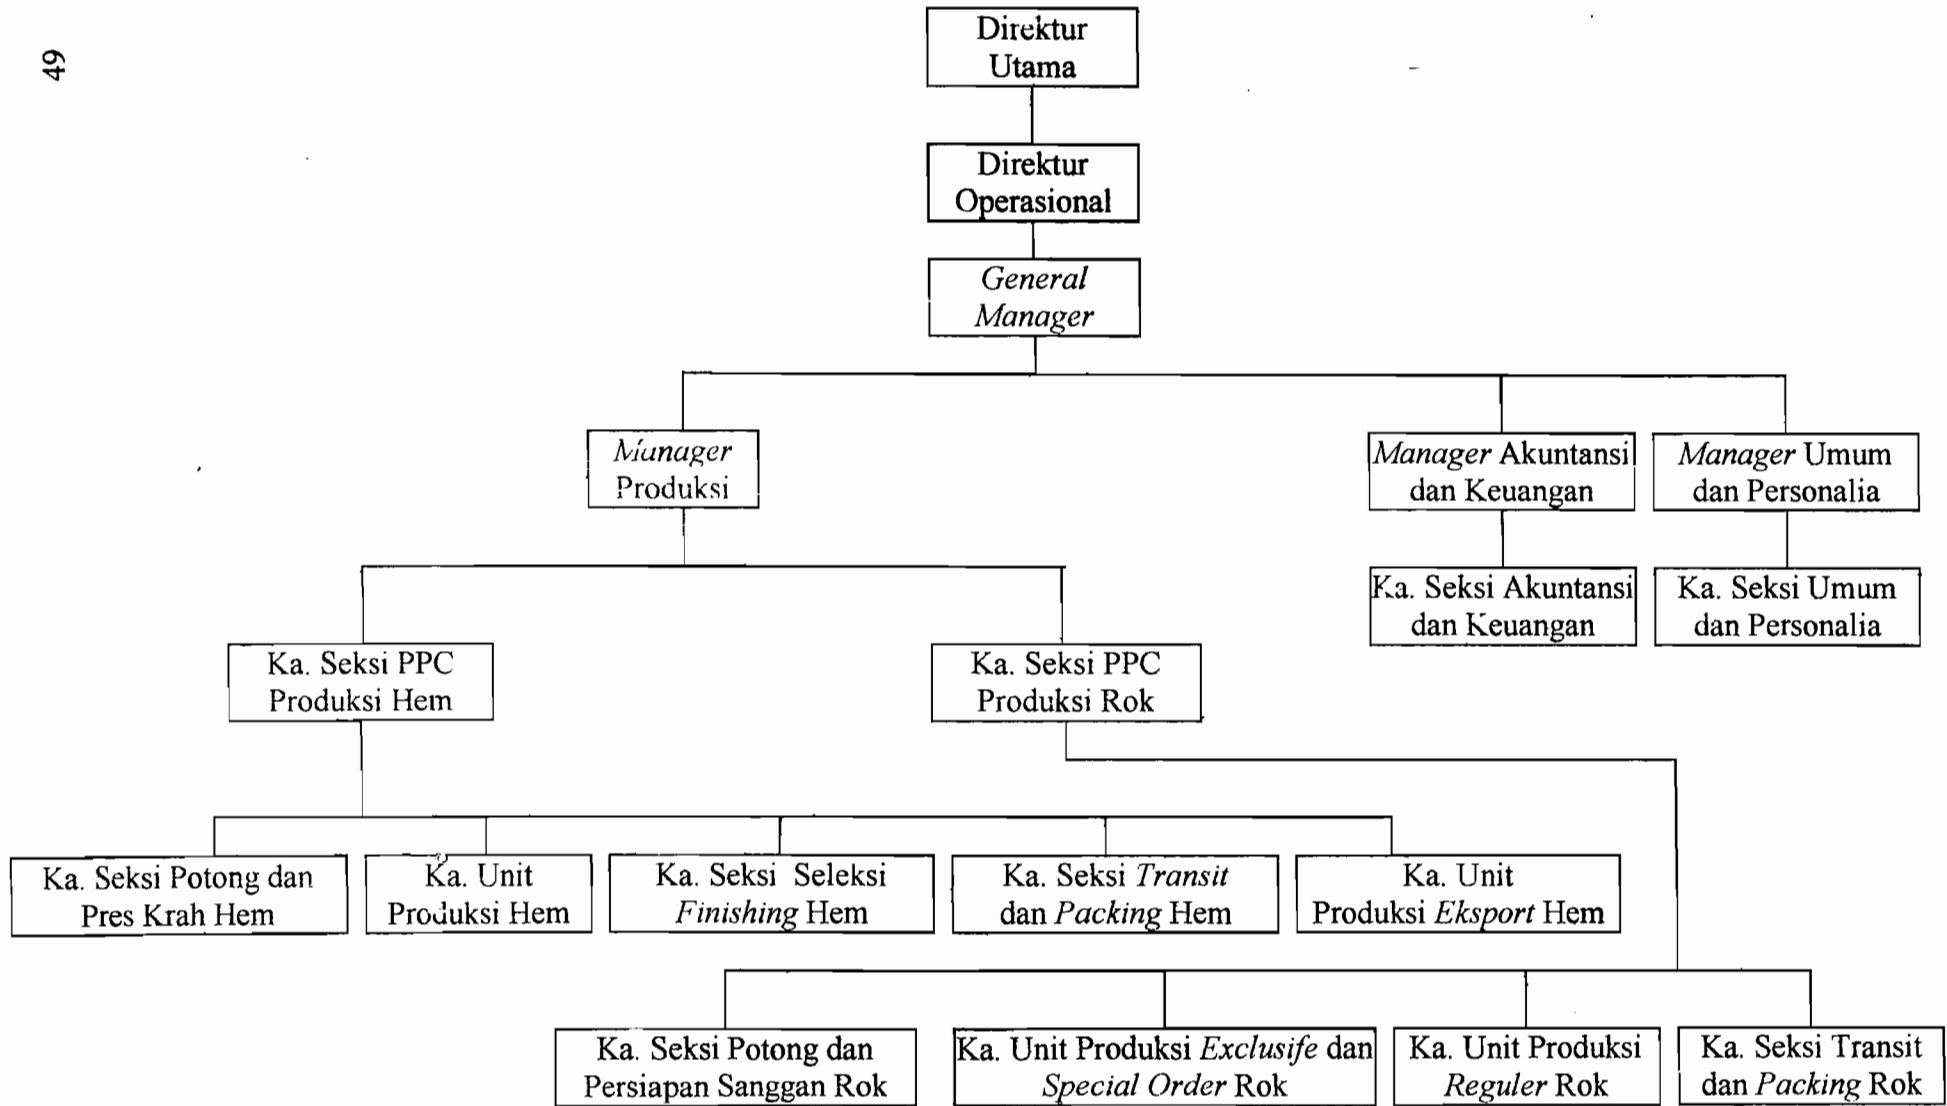 49
Direktur
Utama
Direktur
Operasional
General
Manager
Manager
Produksi
Manager Akuntansi
dan Keuangan
Manager Umum
dan Personalia
Ka. Seksi Akuntansi
dan Keuangan
Ka. Seksi Umum
dan Personalia
Ka. Seksi PPC
Produksi Hem
Ka. Seksi PPC
Produksi Rok
Ka. Seksi Potong dan
Pres Krah Hem
Ka. Unit
Produksi Hem
Ka. Seksi Seleksi
Finishing Hem
Ka. Seksi Transit
dan Packing Hem
Ka. Unit
Produksi Eksport Hem
Ka. Seksi Potong dan
Persiapan Sanggan Rok
Ka. Unit Produksi Exclusife dan
Special Order Rok
Ka. Unit Produksi
Reguler Rok
Ka. Seksi Transit
dan Packing Rok